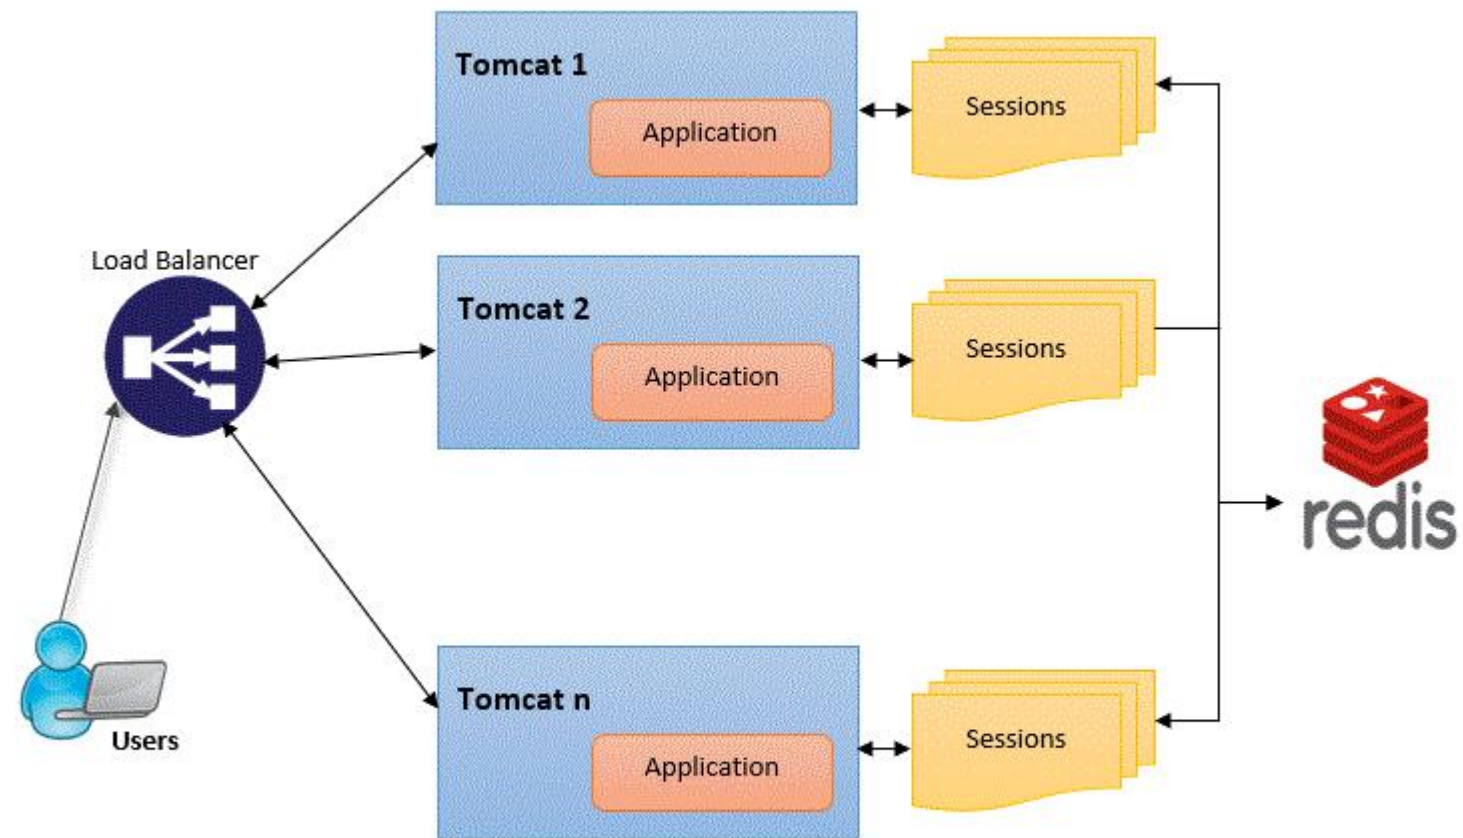 Tomcat 1
Application
Sessions
Load Balancer
Tomcat 2
Application
Sessions
redis
Tomcat n
Application
Sessions
Users